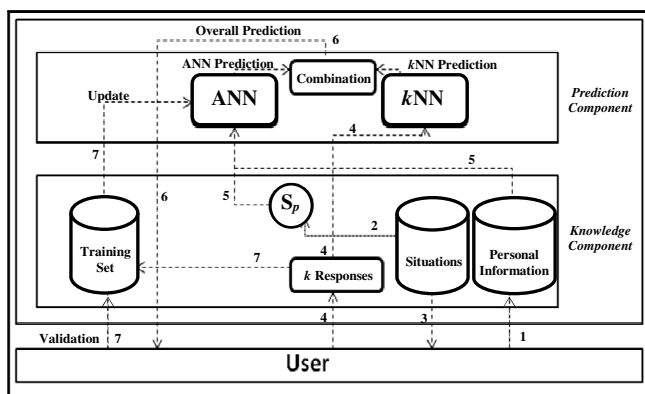 Overall Prediction
6
ANN Prediction
kNN Prediction
Combination
ANN
kNN
Prediction
Component
Update
4
7
6
5
5
Sp
2
Knowledge
Component
Training
Set
7
4
k Responses
Situations
Personal
Information
Validation
7
4
3
1
User